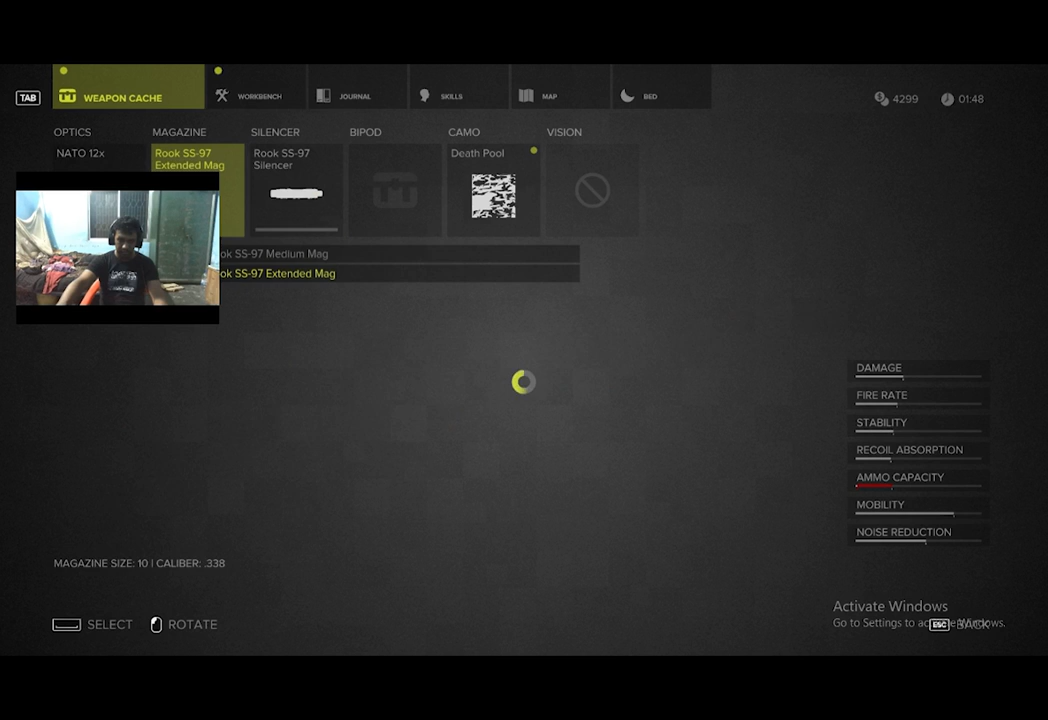 TAB
WEAPON CACHE
WORKBENCH
JOURNAL
SKILLS
MAP
BED
4299
01:48
OPTICS
MAGAZINE
SILENCER
BIPOD
CAMO
VISION
NATO 12x
Rook SS-97
Extended Mag
Rook SS-97
Silencer
Death Pool
ok SS-97 Medium Mag
ok SS-97 Extended Mag
DAMAGE
FIRE RATE
STABILITY
RECOIL ABSORPTION
AMMO CAPACITY
MOBILITY
NOISE REDUCTION
MAGAZINE SIZE: 10 | CALIBER: .338
SELECT
ROTATE
Activate Windows
Go to Settings to activate Windows.
ESC BACK